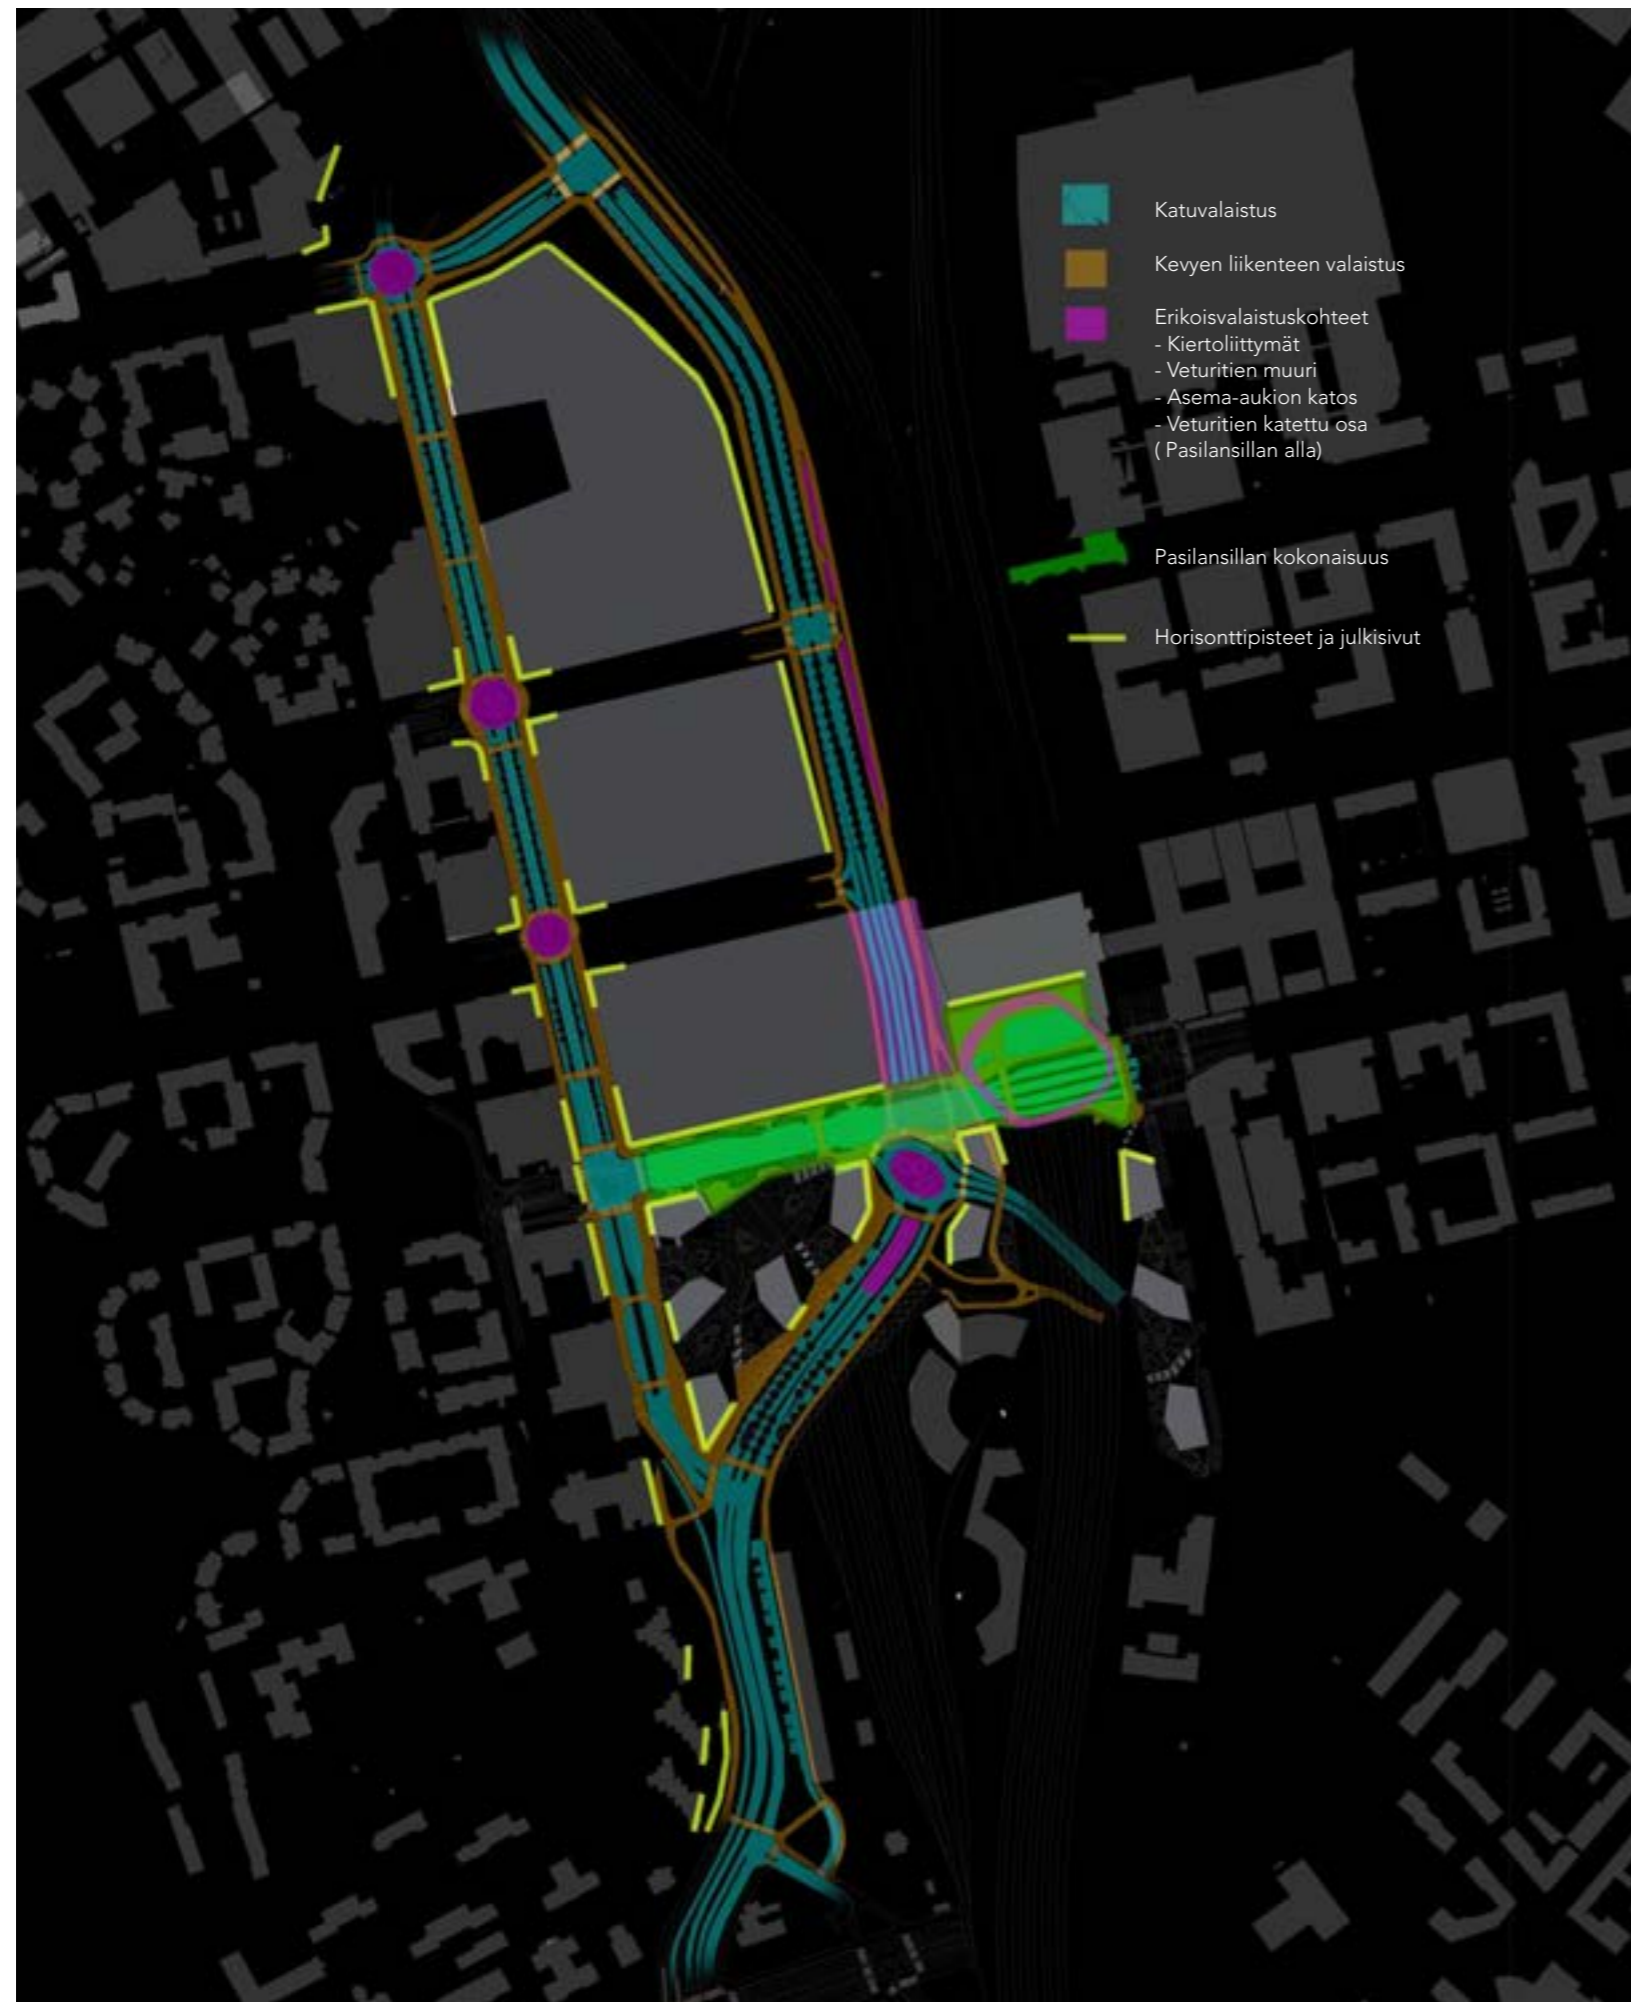 Katuvalaistus
Kevyen liikenteen valaistus
Erikoisvalaistuskohteet
- Kiertoliittymät
- Veturitien muuri
- Asema-aukion katos
- Veturitien katettu osa
( Pasilansillan alla)
Pasilansillan kokonaisuus
Horisonttipisteet ja julkisivut